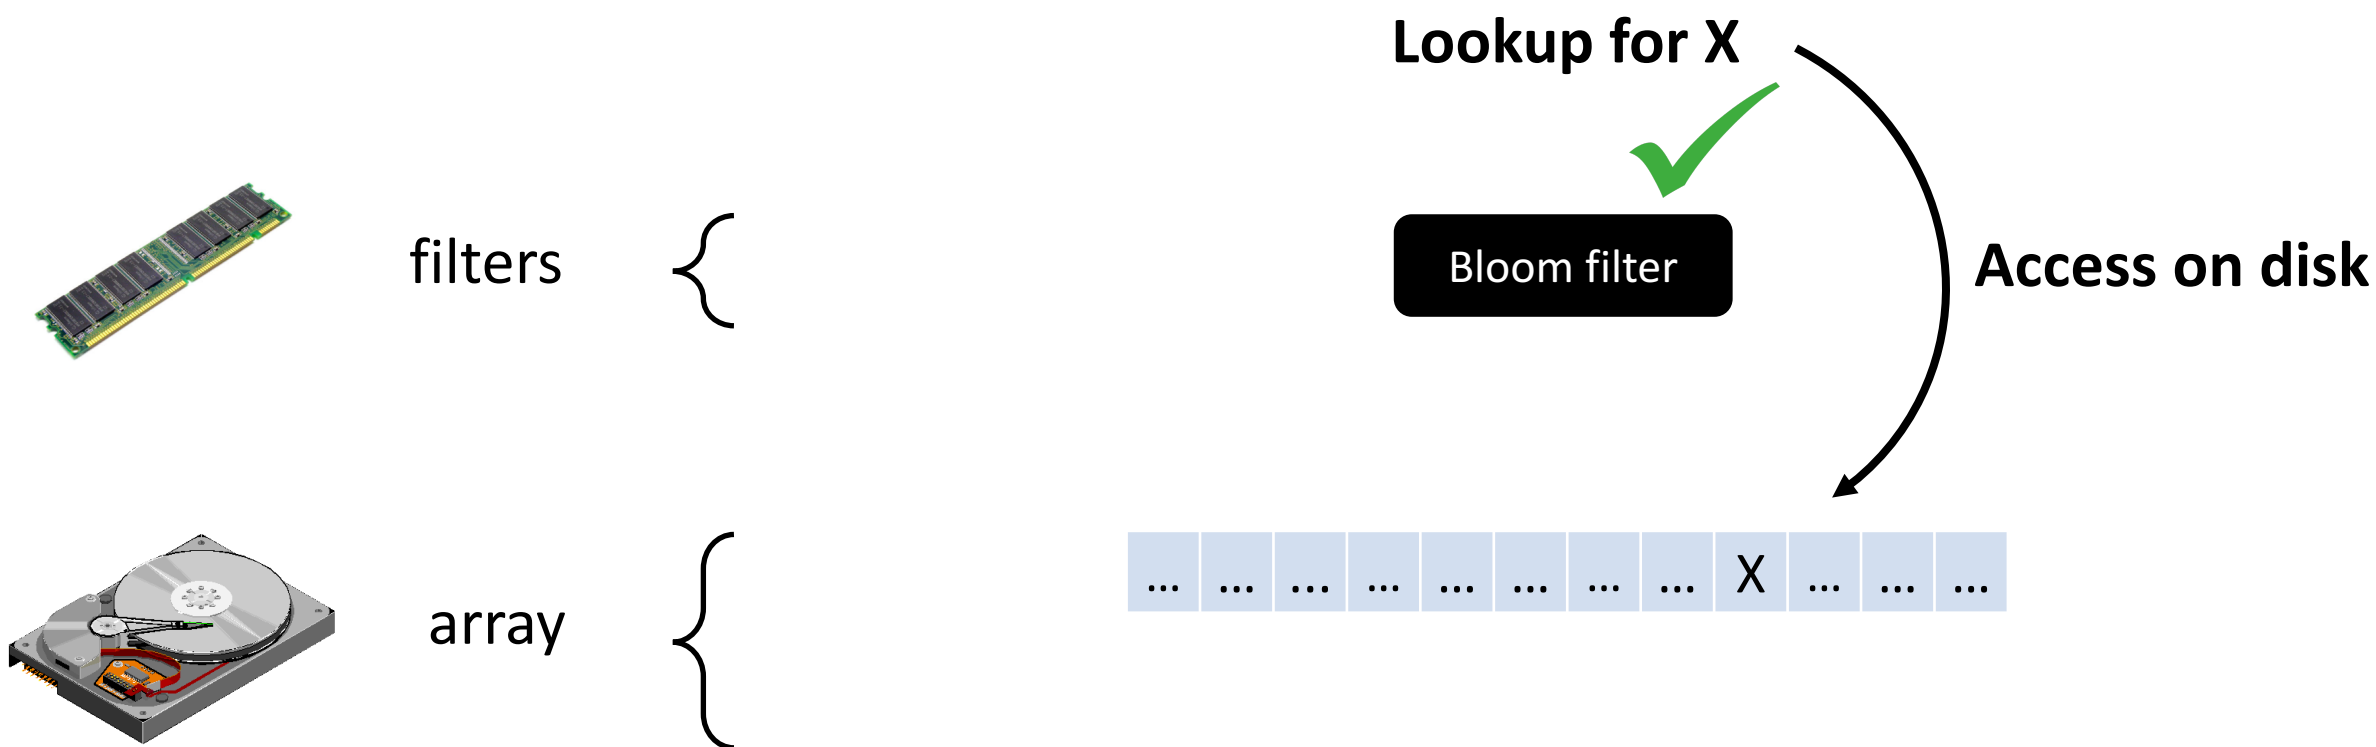 Lookup for X
filters
Bloom filter
Access on disk
array
... ... ... ... ... ... ... ... X ... ... ...